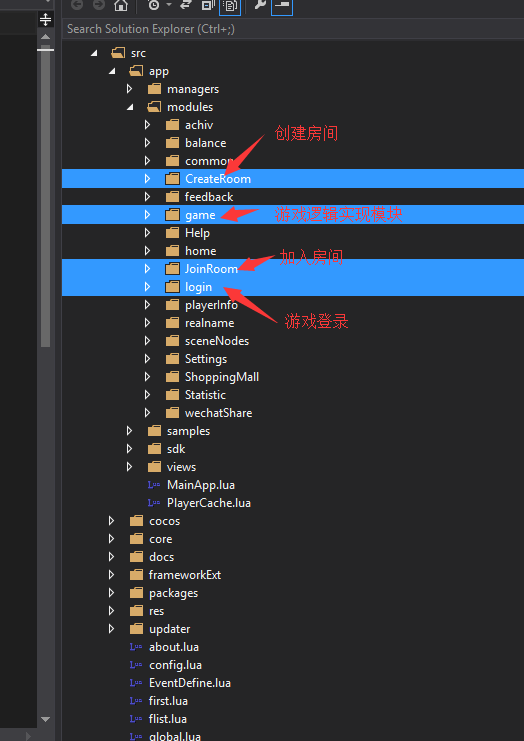 Search Solution Explorer (Ctrl+;)
src
app
managers
modules
achiv
balance
创建房间
common
CreateRoom
feedback
game
游戏逻辑实现模块
Help
home
加入房间
JoinRoom
login
playerInfo
游戏登录
realname
sceneNodes
Settings
ShoppingMall
Statistic
wechatShare
samples
sdk
views
MainApp.lua
PlayerCache.lua
cocos
core
docs
frameworkExt
packages
res
updater
about.lua
config.lua
EventDefine.lua
first.lua
flist.lua
global.lua